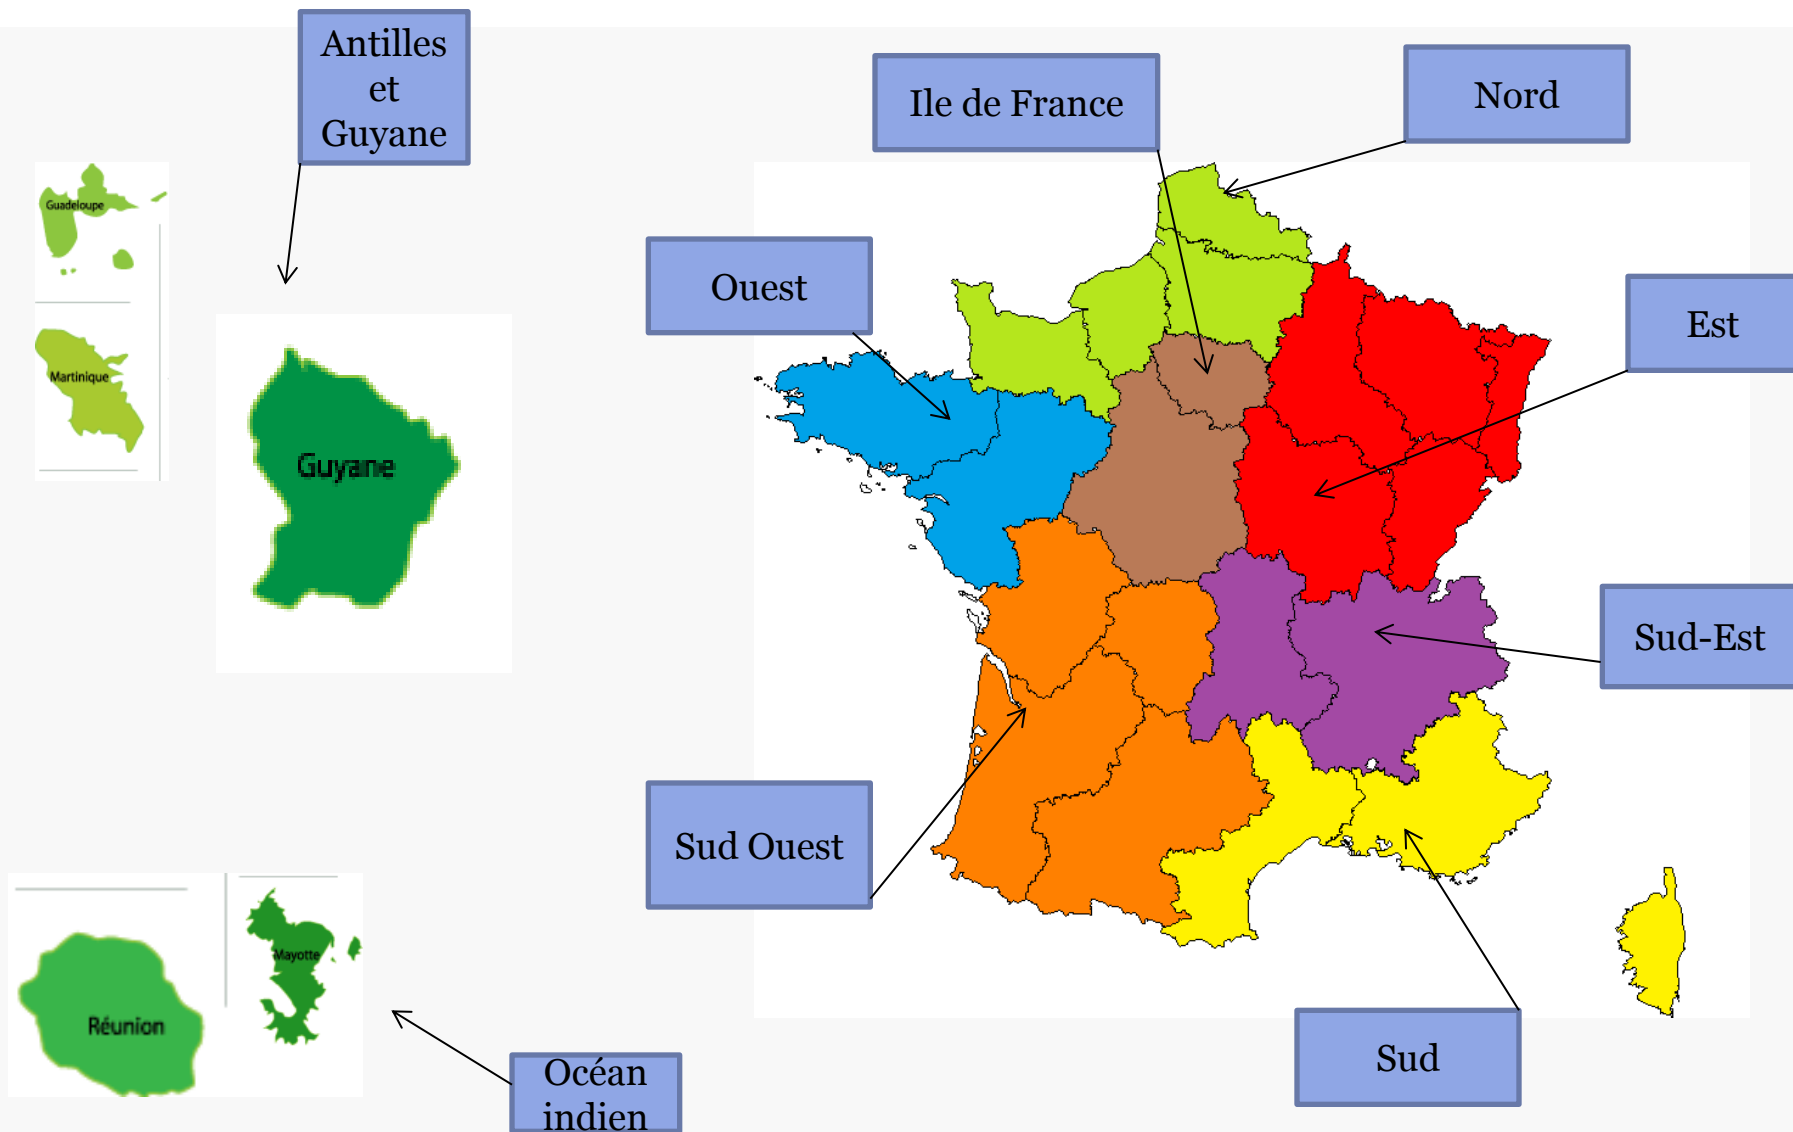 Antilles
et
Guyane
Ile de France
Nord
Guadeloupe
Ouest
Est
Martinique
Guyane
Sud-Est
Sud Ouest
Mayotte
Réunion
Sud
Océan
indien